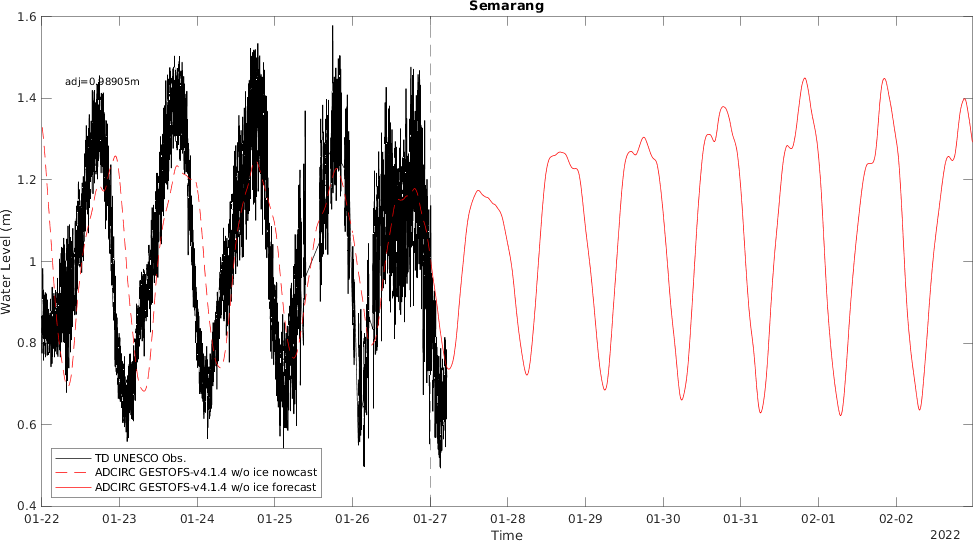 Semarang
1.6
1.4
1.2
1
0.8
0.6
0.4
Water Level (m)
adj=0.98905m
TD UNESCO Obs.
ADCIRC GESTOFS-v4.1.4 w/o ice nowcast
ADCIRC GESTOFS-v4.1.4 w/o ice forecast
01-22 01-23 01-24 01-25 01-26 01-27 01-28 01-29 01-30 01-31 02-01 02-02
Time
2022